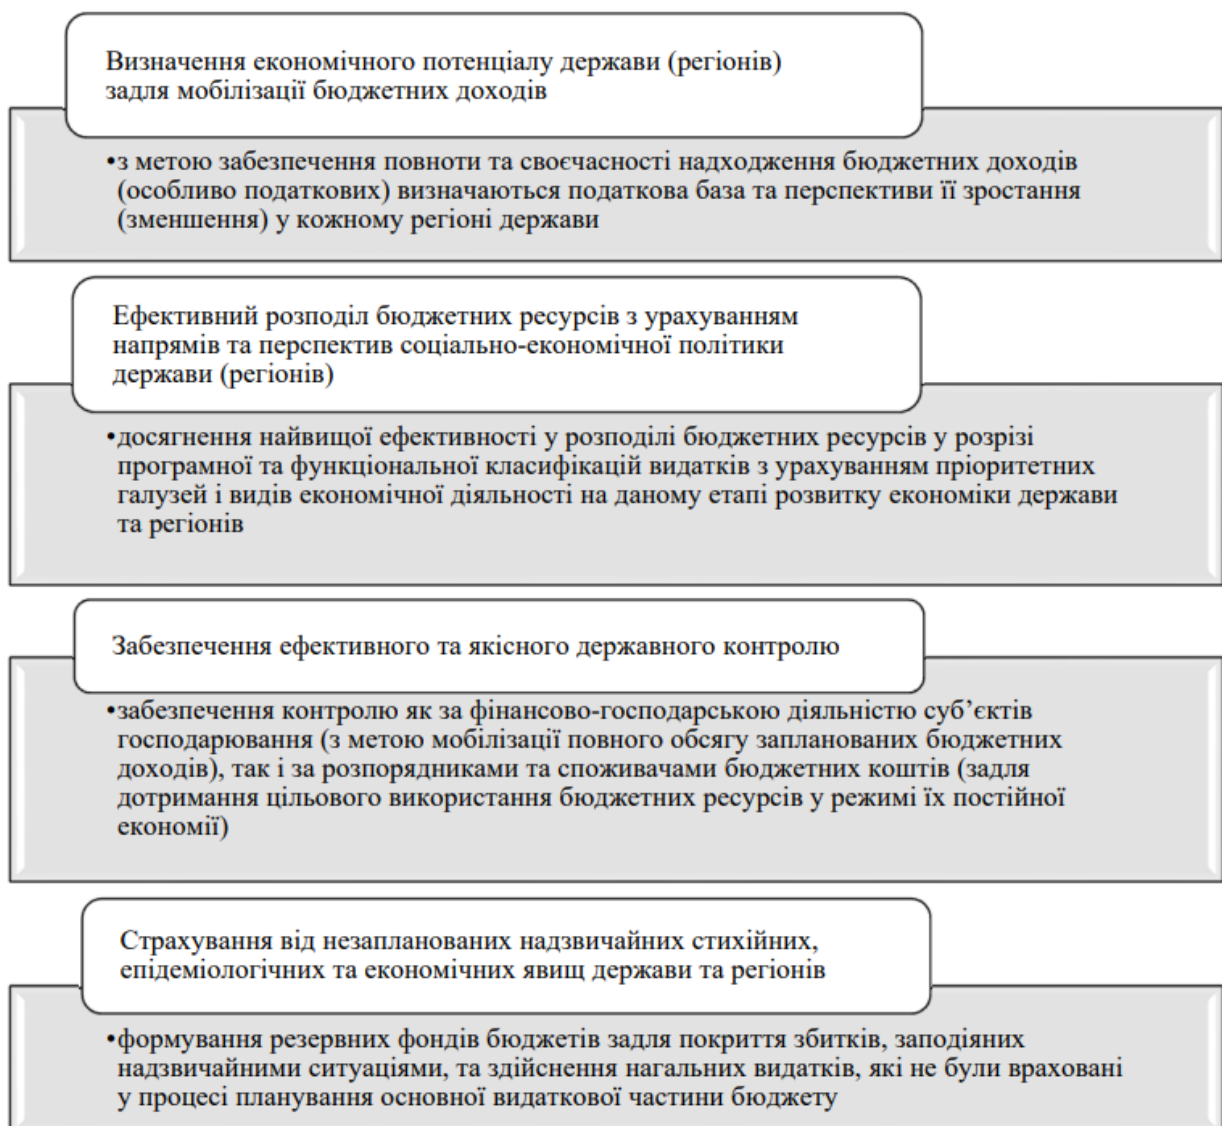 Визначення економічного потенціалу держави (регіонів)
задля мобілізації бюджетних доходів
•з метою забезпечення повноти та своєчасності надходження бюджетних доходів
(особливо податкових) визначаються податкова база та перспективи її зростання
(зменшення) у кожному регіоні держави
Ефективний розподіл бюджетних ресурсів з урахуванням
напрямів та перспектив соціально-економічної політики
держави (регіонів)
•досягнення найвищої ефективності у розподілі бюджетних ресурсів у розрізі
програмної та функціональної класифікацій видатків з урахуванням пріоритетних
галузей і видів економічної діяльності на даному етапі розвитку економіки держави
та регіонів
Забезпечення ефективного та якісного державного контролю
•забезпечення контролю як за фінансово-господарською діяльністю суб’єктів
господарювання (з метою мобілізації повного обсягу запланованих бюджетних
доходів), так і за розпорядниками та споживачами бюджетних коштів (задля
дотримання цільового використання бюджетних ресурсів у режимі їх постійної
економії)
Страхування від незапланованих надзвичайних стихійних,
епідеміологічних та економічних явищ держави та регіонів
•формування резервних фондів бюджетів задля покриття збитків, заподіяних
надзвичайними ситуаціями, та здійснення нагальних видатків, які не були враховані
у процесі планування основної видаткової частини бюджету